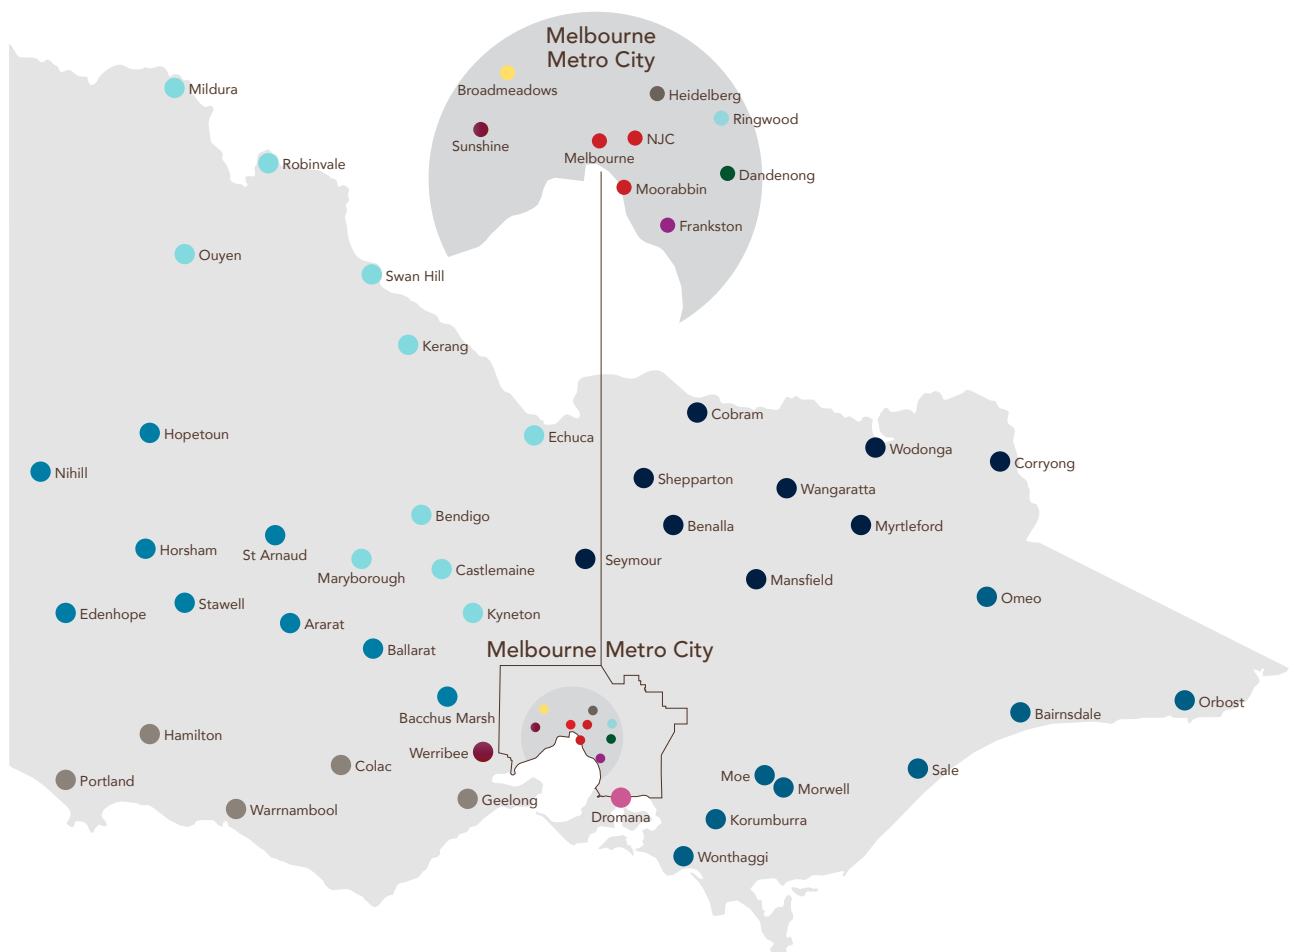 Melbourne
Metro City
Broadmeadows
Heidelberg
Ringwood
Sunshine
NJC
Melbourne
Dandenong
Moorabbin
Frankston
Mildura
Robinvale
Ouyen
Swan Hill
Kerang
Echuca
Cobram
Hopetoun
Wodonga
Corryong
Nihill
Shepparton
Wangaratta
Bendigo
Benalla
Myrtleford
Horsham
St Arnaud
Maryborough
Castlemaine
Seymour
Mansfield
Omeo
Edenhope
Stawell
Ararat
Kyneton
Ballarat
Melbourne Metro City
Bacchus Marsh
Orbost
Bairnsdale
Hamilton
Werribee
Colac
Portland
Sale
Moe
Morwell
Warrnambool
Geelong
Dromana
Korumburra
Wonthaggi